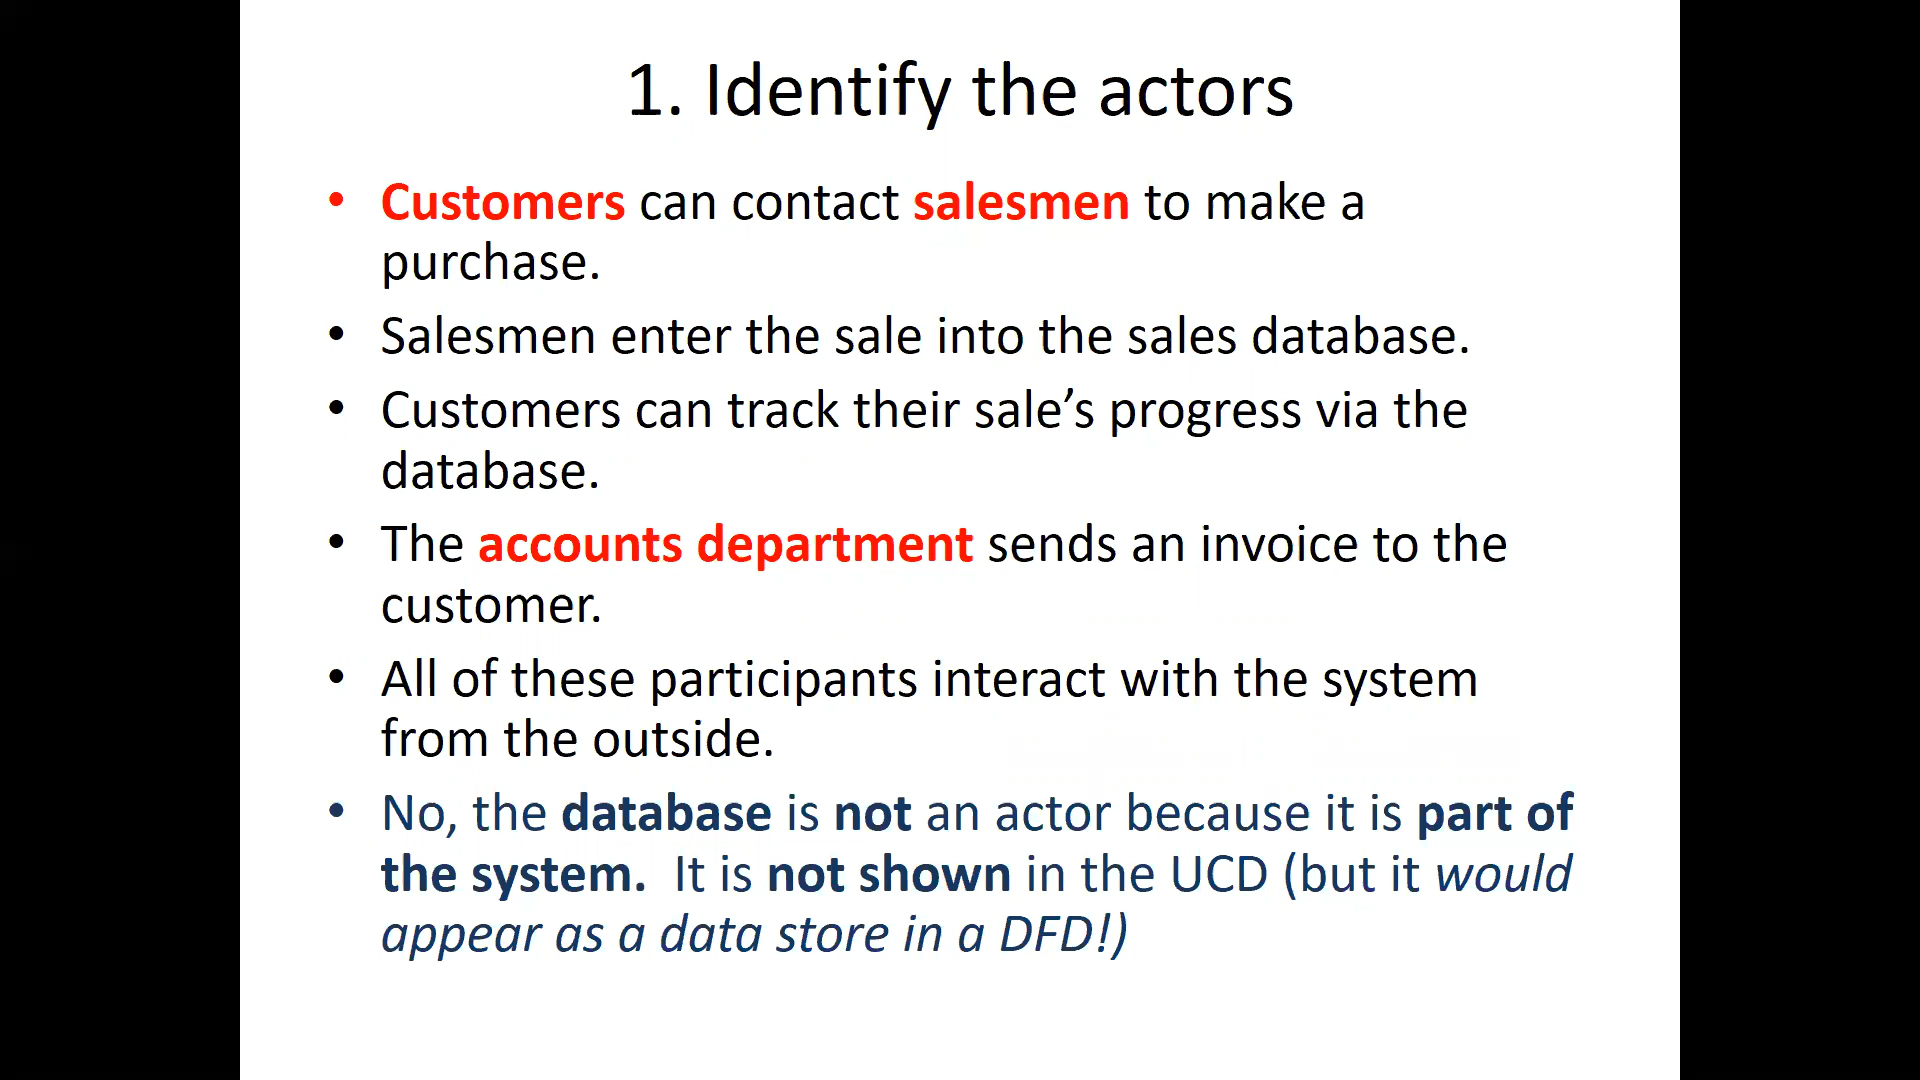 1. Identify the actors
• Customers can contact salesmen to make a
purchase.
• Salesmen enter the sale into the sales database.
• Customers can track their sale’s progress via the
database.
• The accounts department sends an invoice to the
customer.
• All of these participants interact with the system
from the outside.
• No, the database is not an actor because it is part of
the system.  It is not shown in the UCD (but it would
appear as a data store in a DFD!)